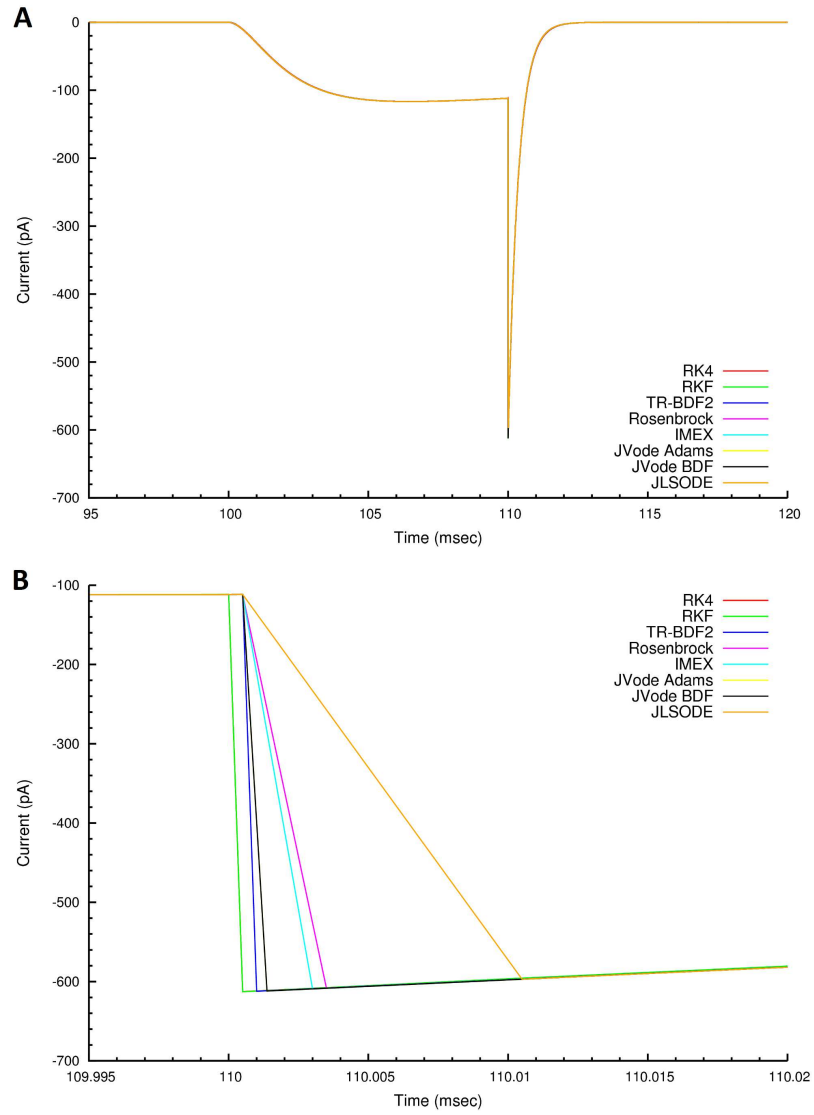 A
0
-100
-200
-300
-400
-500
-600
-700
Current (pA)
RK4
RKF
TR-BDF2
Rosenbrock
IMEX
JVode Adams
JVode BDF
JLSODE
95 100 105 110 115 120
Time (msec)
B
-100
-200
-300
-400
-500
-600
-700
Current (pA)
RK4
RKF
TR-BDF2
Rosenbrock
IMEX
JVode Adams
JVode BDF
JLSODE
109.995 110 110.005 110.01 110.015 110.02
Time (msec)